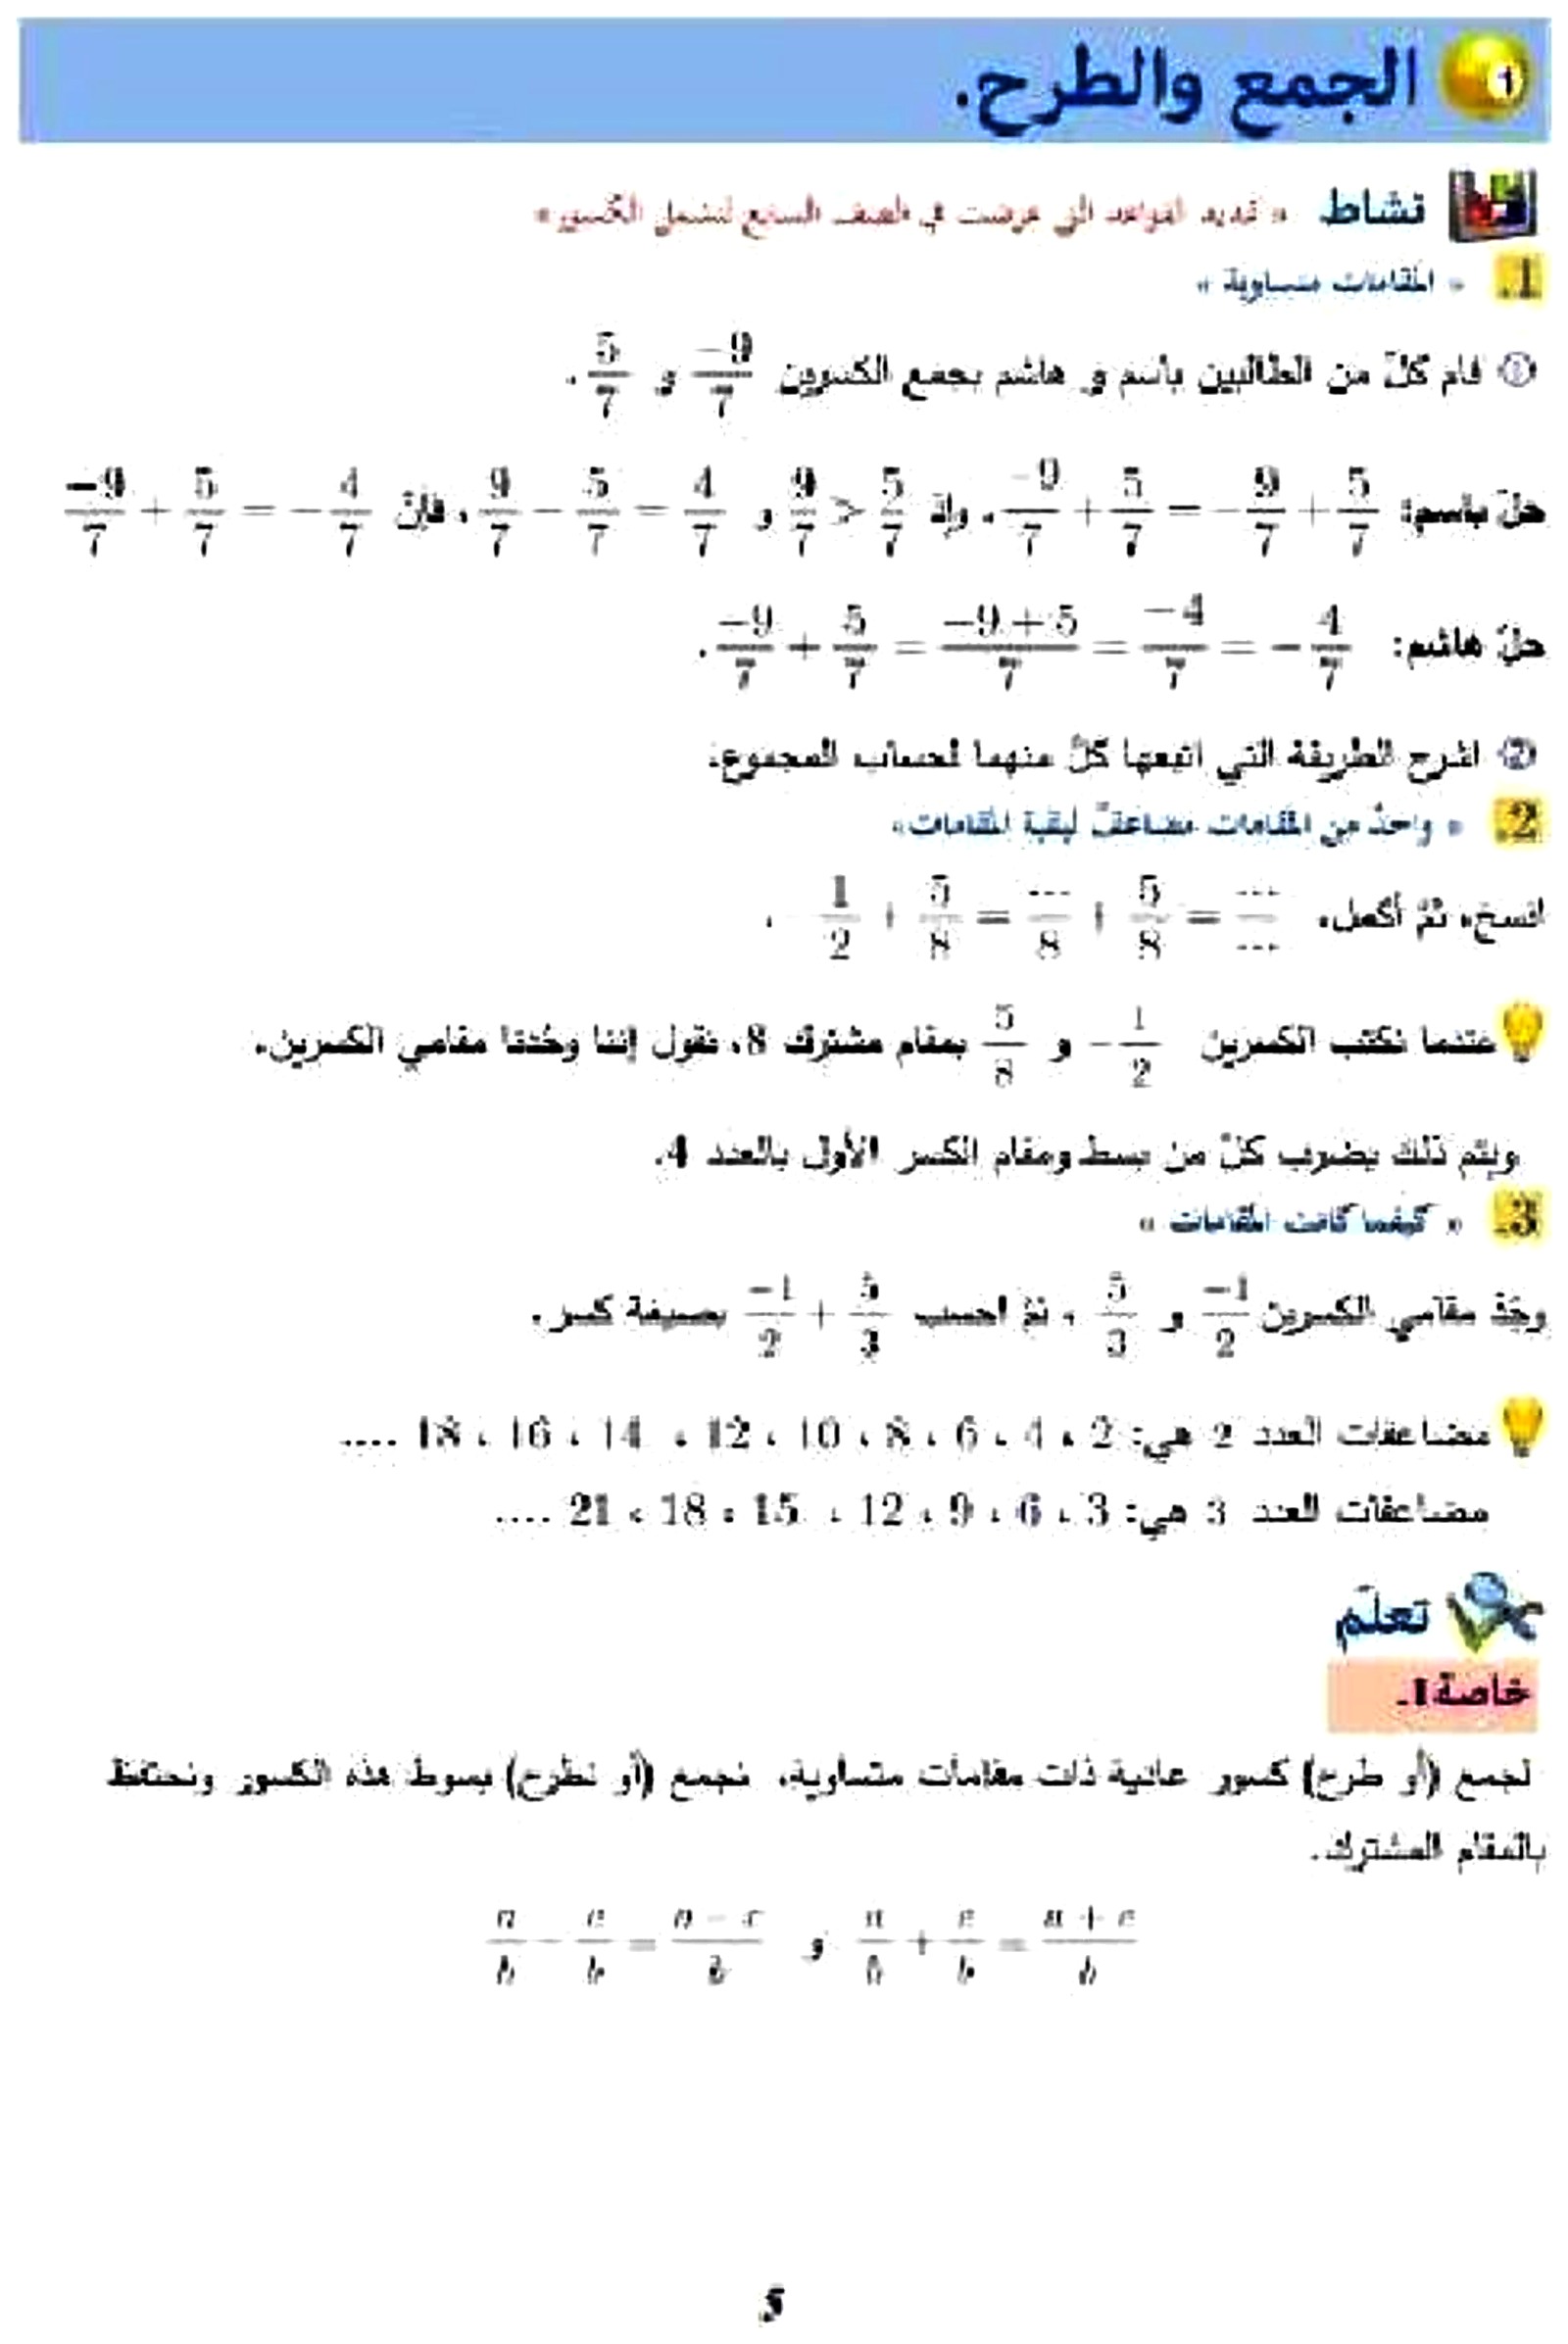 1 الجمع والطرح.
نشاط « تمديد القواعد التي عرضت في الصف السابع لتشمل الكسور»
1. « المقامات متساوية »
① قام كلّ من الطالبين باسم و هاشم بجمع الكسرين -9/7 و 5/7 .
حلّ باسم: -9/7 + 5/7 = -9/7 + 5/7 ، وإذ 9/7 > 5/7 و 9/7 - 5/7 = 4/7 ، فإنّ -9/7 + 5/7 = -4/7
حلّ هاشم: -9/7 + 5/7 = (-9 + 5)/7 = -4/7 = -4/7 .
② اشرح الطريقة التي اتبعها كلّ منهما لحساب المجموع.
2. « واحدٌ من المقامات مضاعفٌ لبقية المقامات»
انسخ، ثمّ أكمل، -1/2 + 5/8 = .../8 + 5/8 = .../... .
عندما نكتب الكسرين -1/2 و 5/8 بمقام مشترك 8، نقول إننا وحّدنا مقامي الكسرين.
ويتم ذلك بضرب كلّ من بسط ومقام الكسر الأول بالعدد 4.
3. « كيفما كانت المقامات »
وحّد مقامي الكسرين -1/2 و 5/3 ، ثمّ احسب -1/2 + 5/3 بصيغة كسر.
مضاعفات العدد 2 هي: 2 ، 4 ، 6 ، 8 ، 10 ، 12 ، 14 ، 16 ، 18 ....
مضاعفات العدد 3 هي: 3 ، 6 ، 9 ، 12 ، 15 ، 18 ، 21 ....
تعلّم
خاصة1.
لجمع (أو طرح) كسور عادية ذات مقامات متساوية، نجمع (أو نطرح) بسوط هذه الكسور ونحتفظ
بالمقام المشترك.
a/b + c/b = (a + c)/b و a/b - c/b = (a - c)/b
5